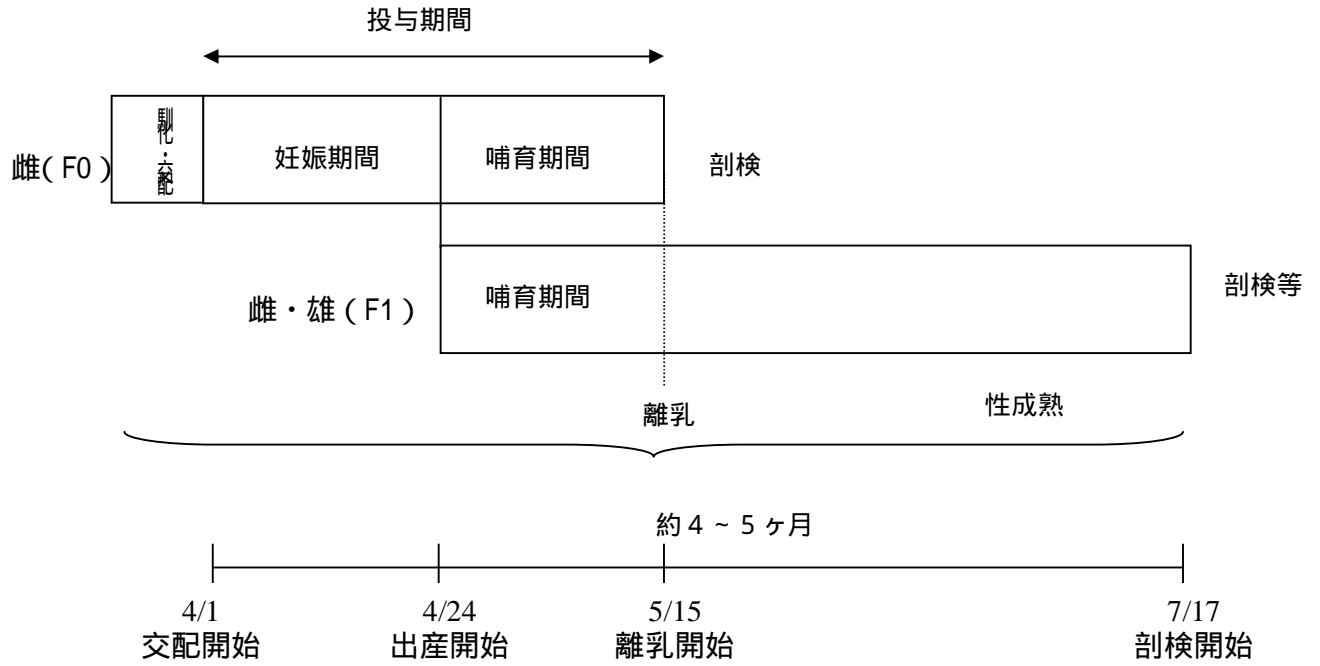 投与期間
馴化・交配
雌(F0)
妊娠期間
哺育期間
剖検
雌・雄(F1)
哺育期間
剖検等
離乳
性成熟
約4~5ヶ月
4/1
4/24
5/15
7/17
交配開始
出産開始
離乳開始
剖検開始